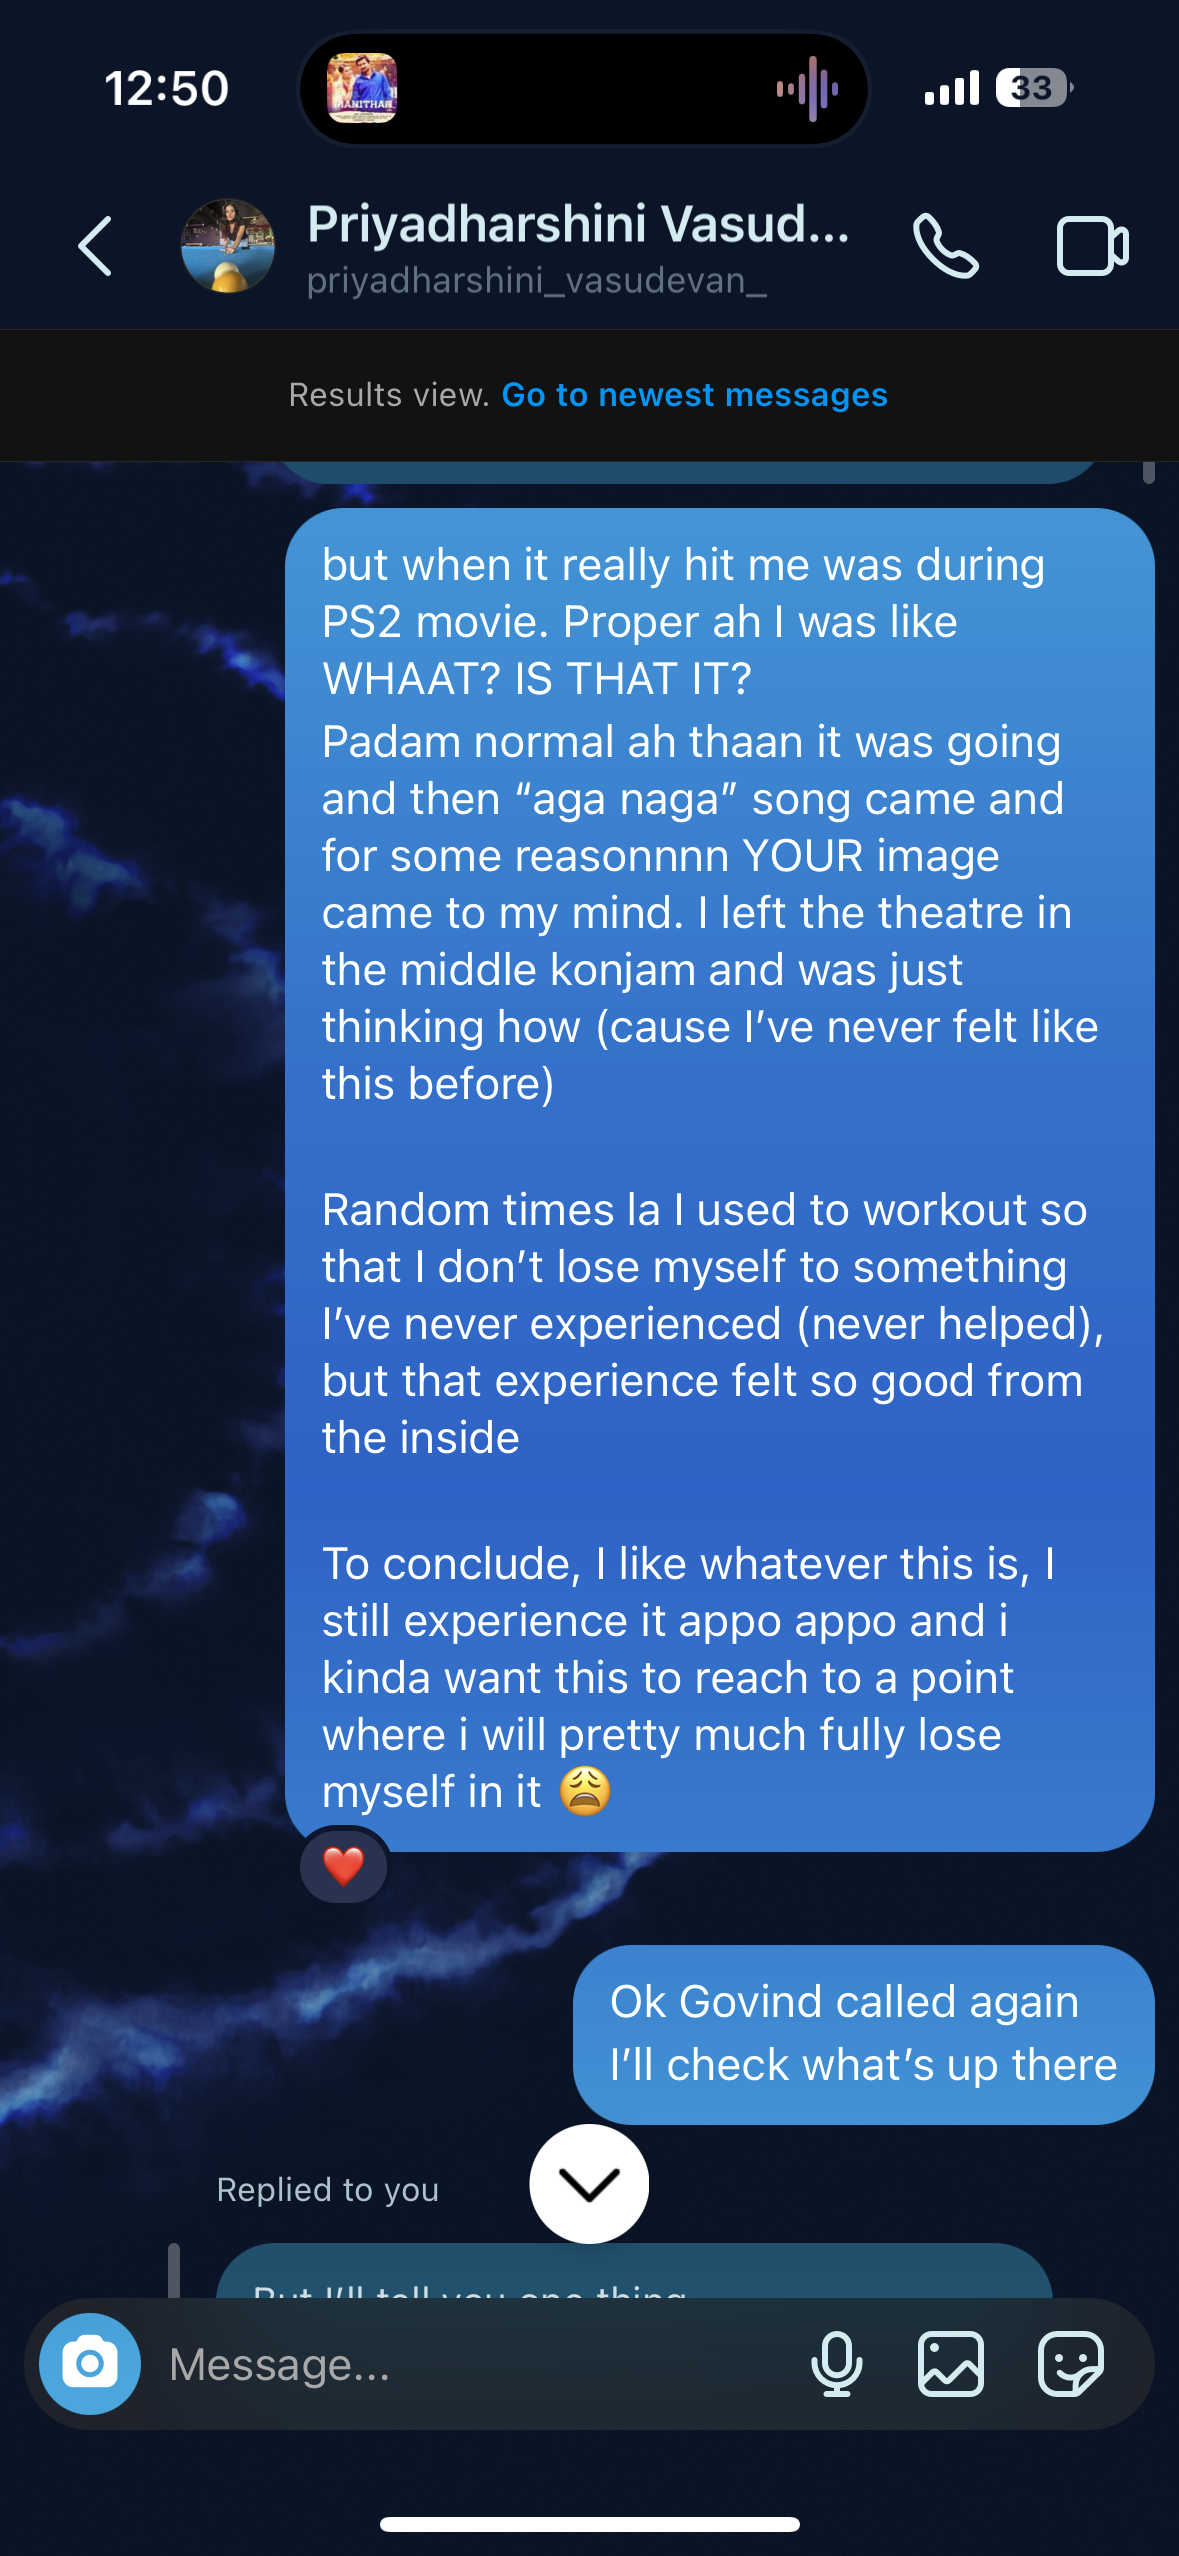 12:50
MANITHAN
33
Priyadharshini Vasud...
priyadharshini_vasudevan_
Results view. Go to newest messages
but when it really hit me was during
PS2 movie. Proper ah I was like
WHAAT? IS THAT IT?
Padam normal ah thaan it was going
and then “aga naga” song came and
for some reasonnnn YOUR image
came to my mind. I left the theatre in
the middle konjam and was just
thinking how (cause I’ve never felt like
this before)
Random times la I used to workout so
that I don’t lose myself to something
I’ve never experienced (never helped),
but that experience felt so good from
the inside
To conclude, I like whatever this is, I
still experience it appo appo and i
kinda want this to reach to a point
where i will pretty much fully lose
myself in it 😩
❤️
Ok Govind called again
I’ll check what’s up there
Replied to you
But I’ll tell you one thing
Message...